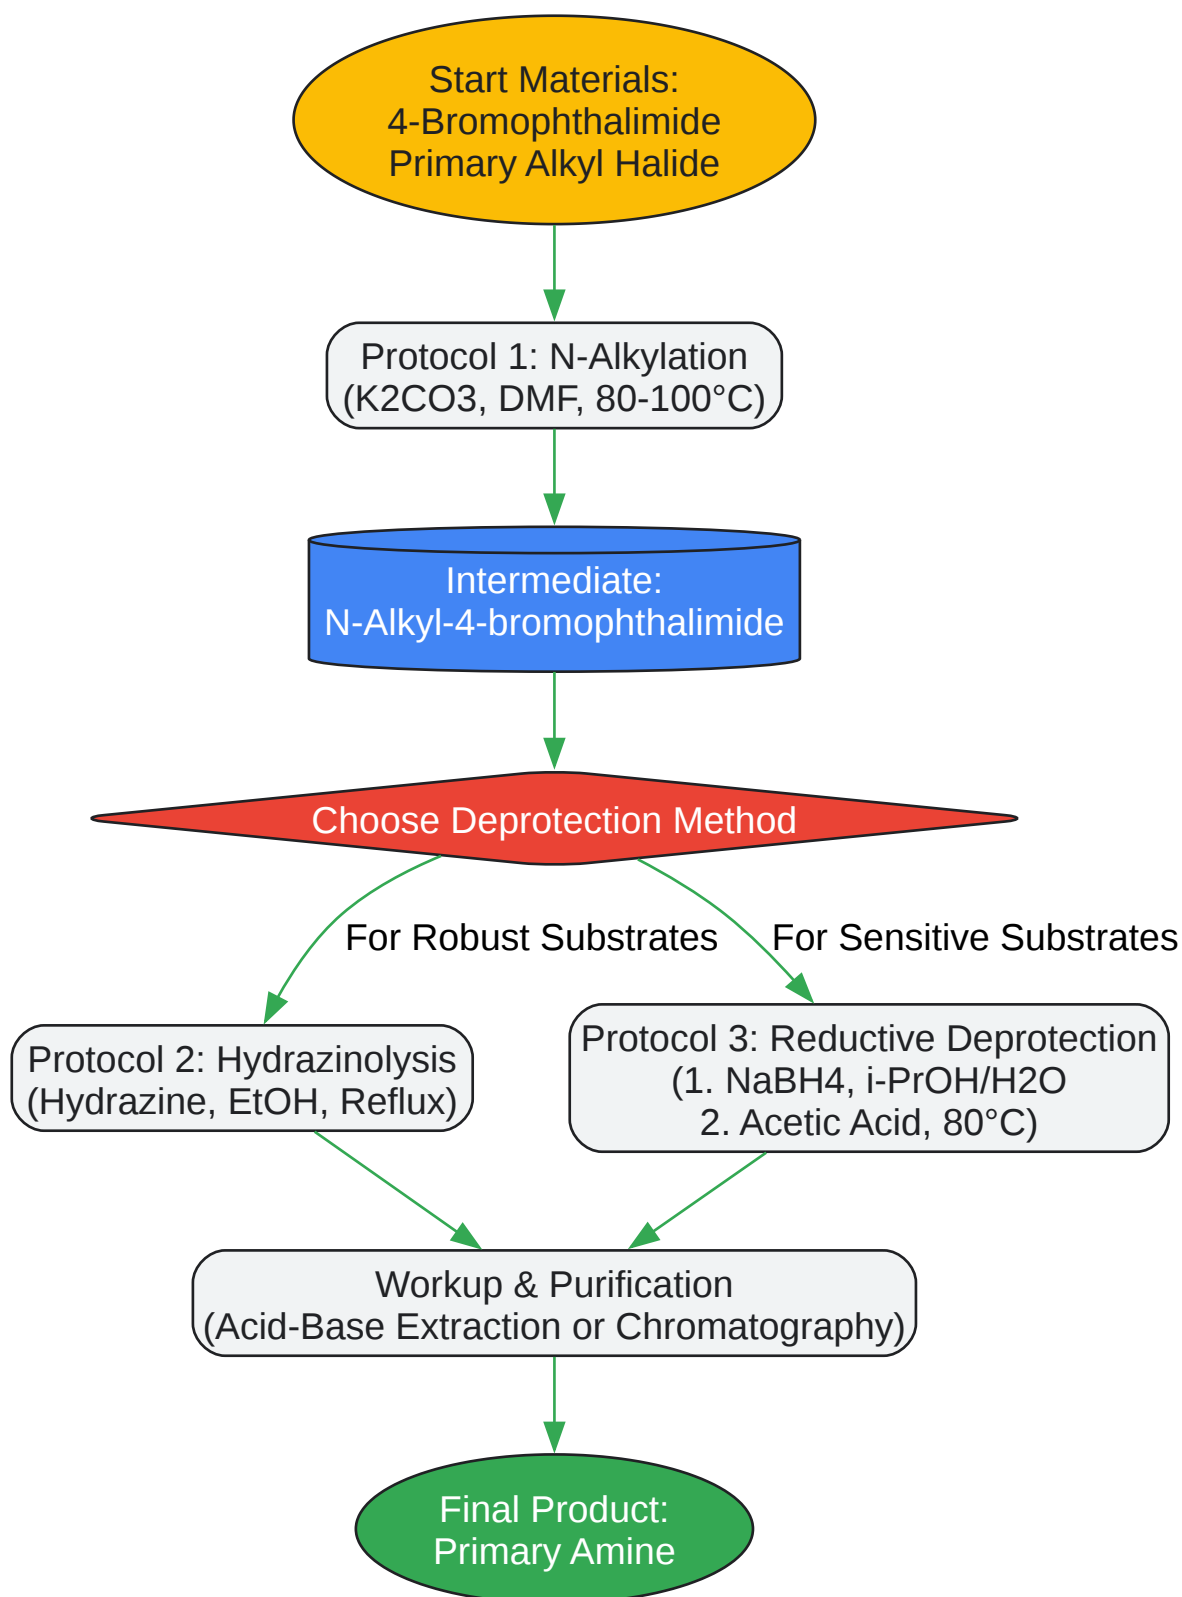 Start Materials:
4-Bromophthalimide
Primary Alkyl Halide
Protocol 1: N-Alkylation
(K2CO3, DMF, 80-100°C)
Intermediate:
N-Alkyl-4-bromophthalimide
Choose Deprotection Method
For Robust Substrates
For Sensitive Substrates
Protocol 2: Hydrazinolysis
(Hydrazine, EtOH, Reflux)
Protocol 3: Reductive Deprotection
(1. NaBH4, i-PrOH/H2O
2. Acetic Acid, 80°C)
Workup & Purification
(Acid-Base Extraction or Chromatography)
Final Product:
Primary Amine